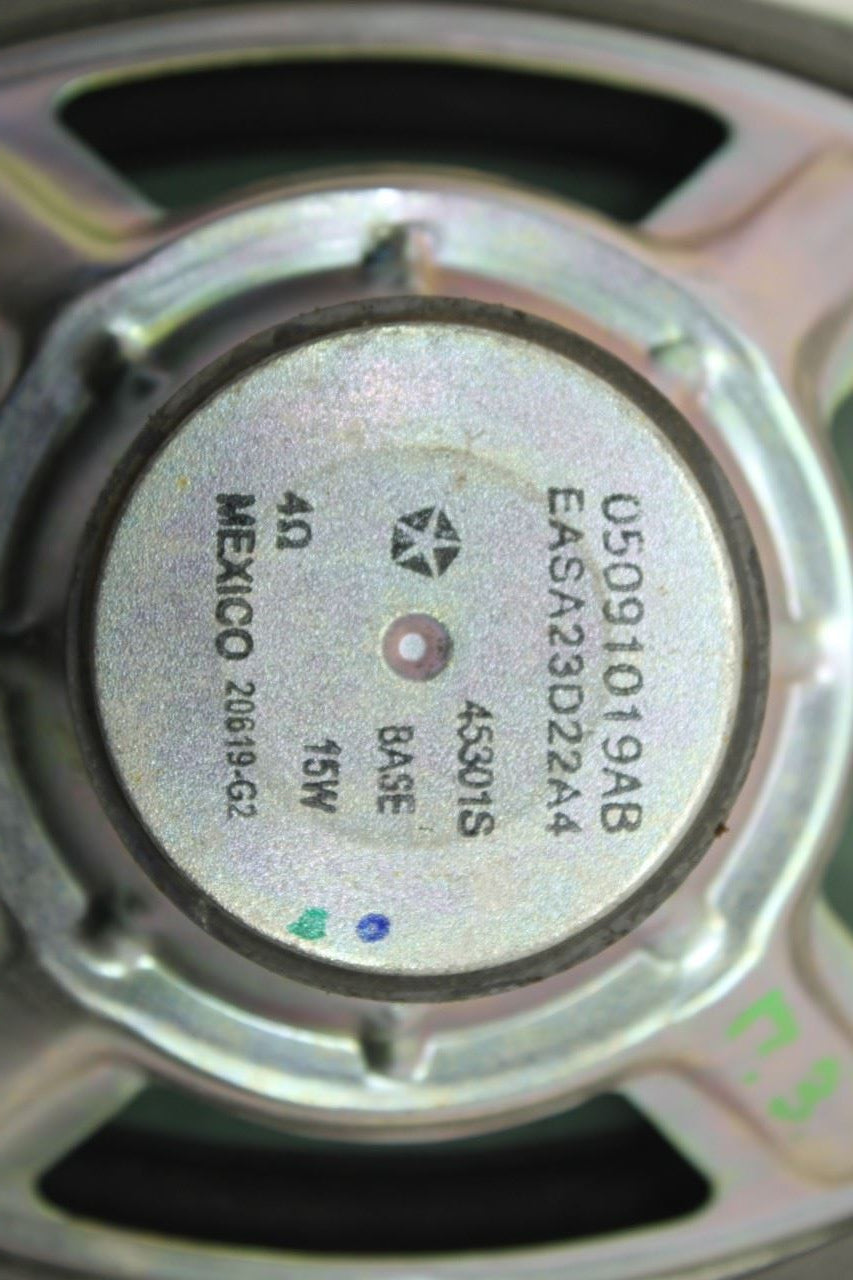 05091019AB
EASA23D22A4
45301S
BASE
4Ω 15W
MEXICO 20619-G2
П.З